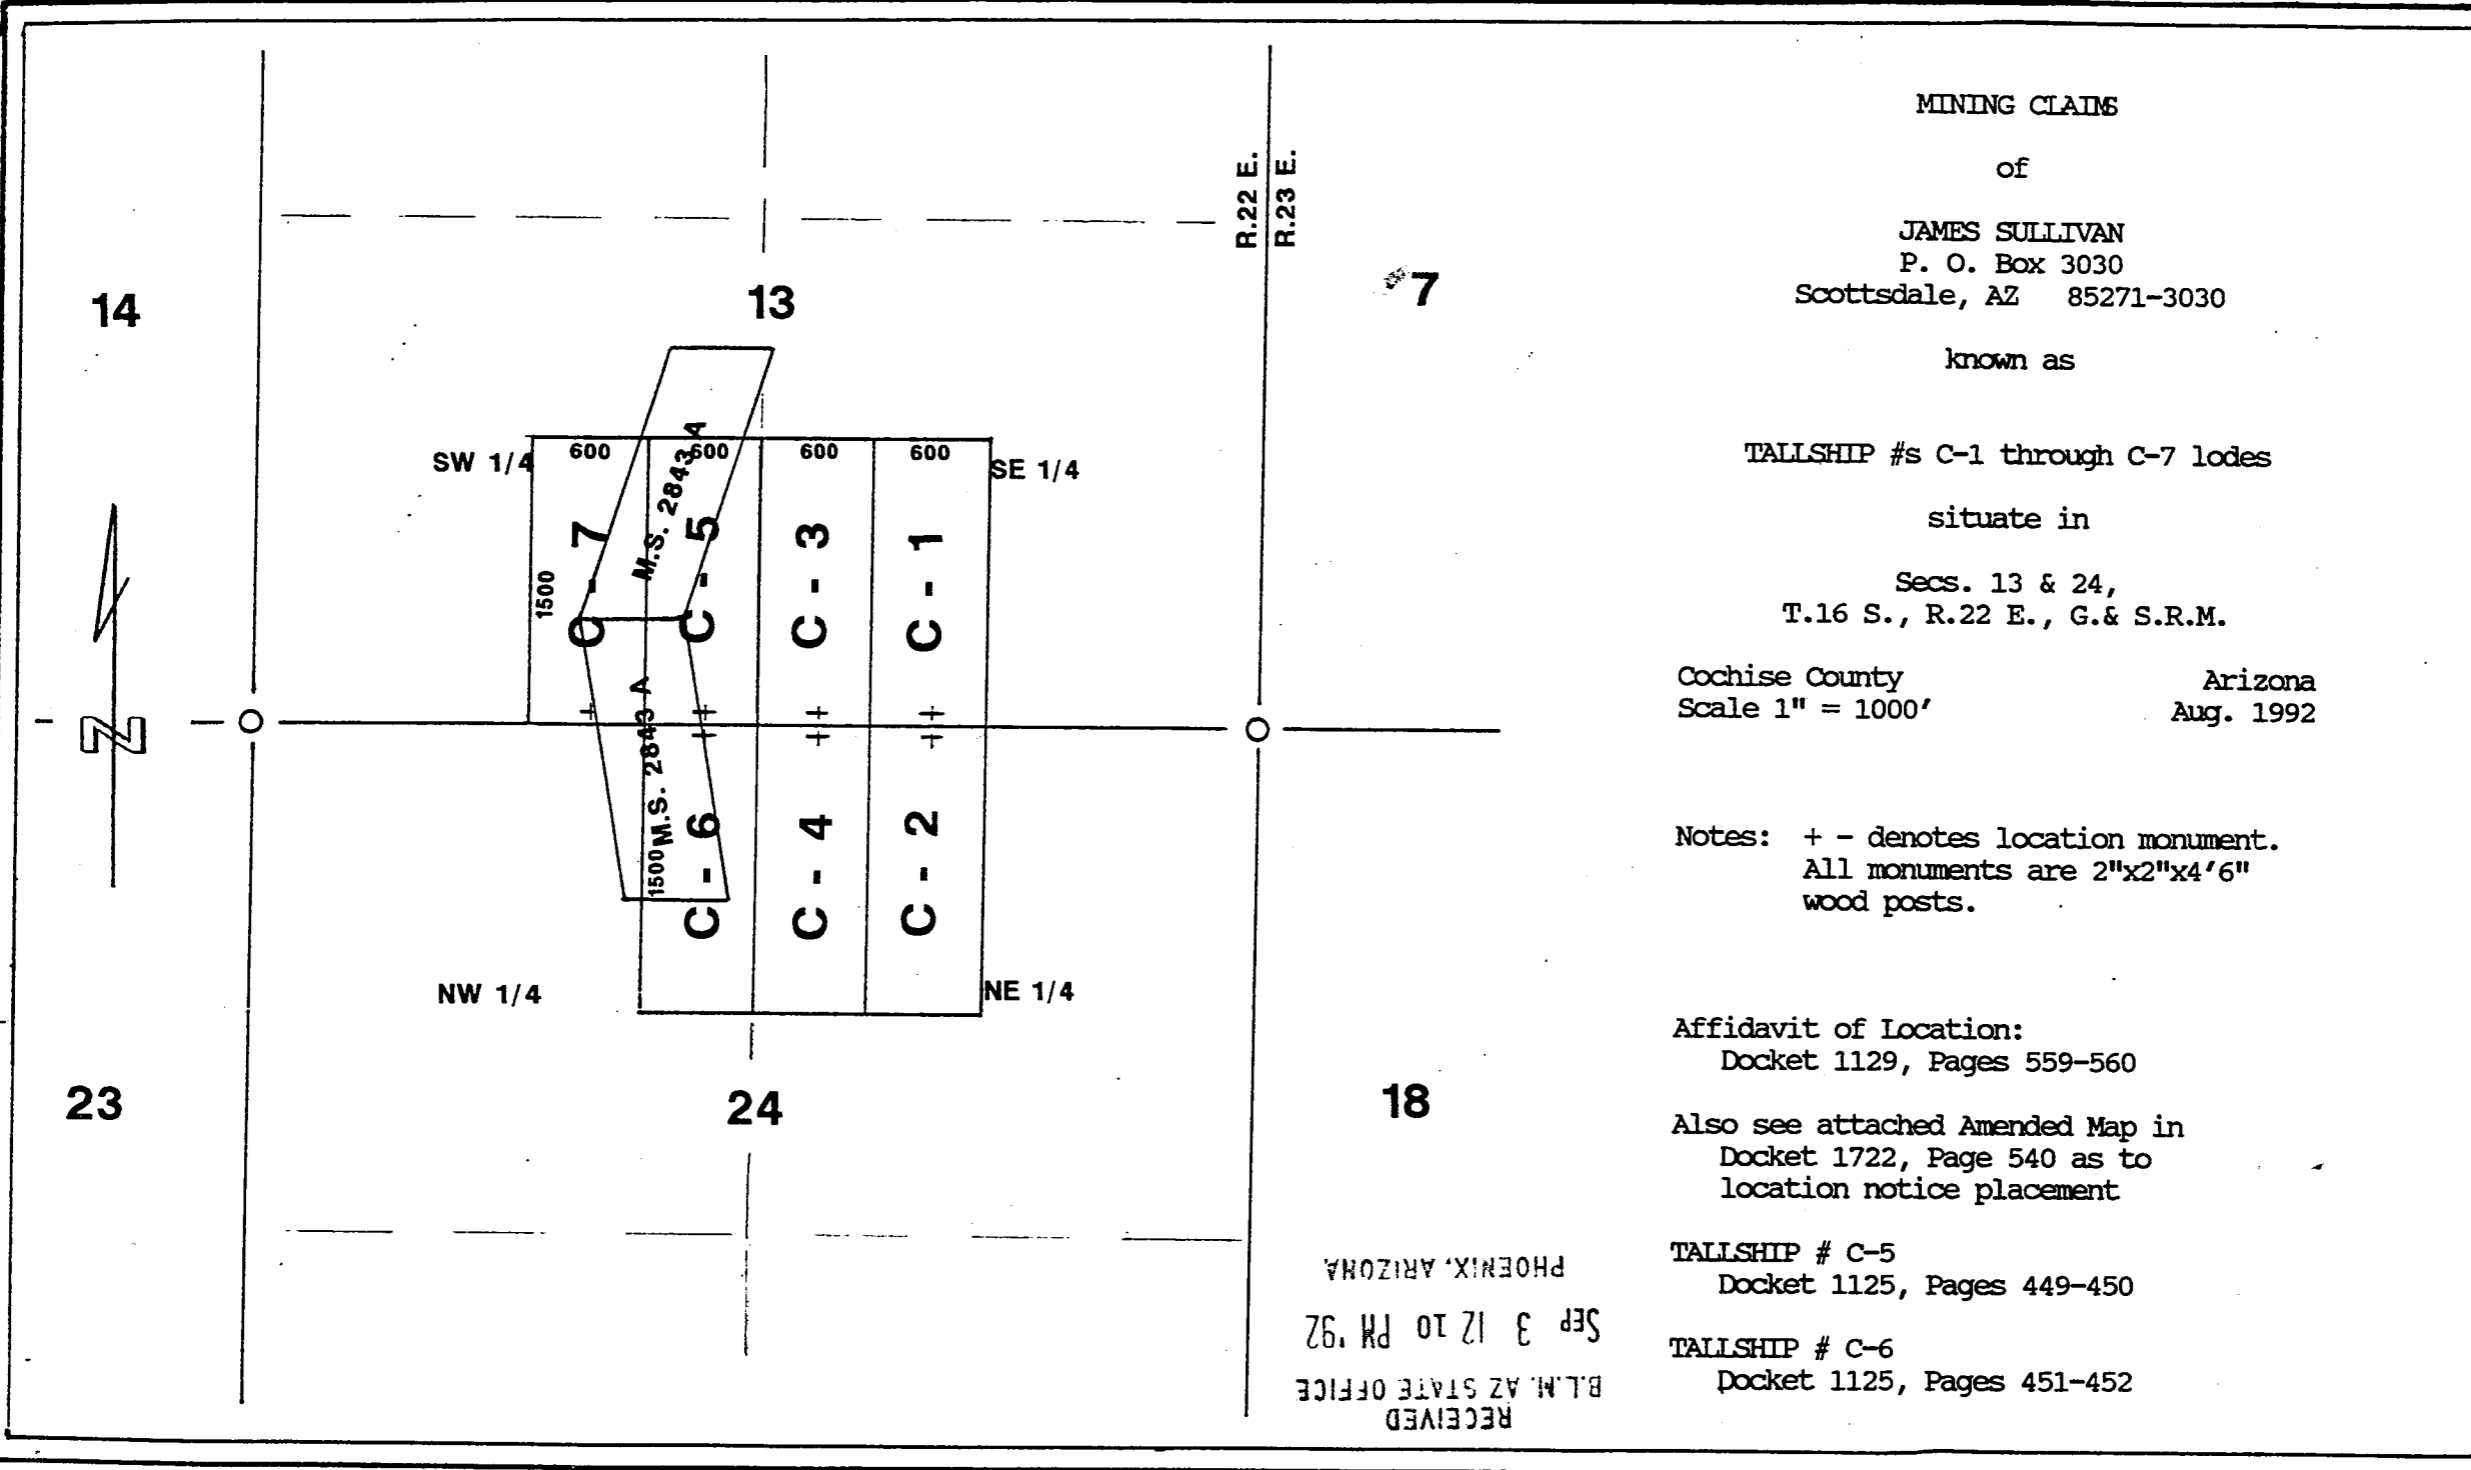 R.22 E.
R.23 E.
14
13
7
SW 1/4
600
600
600
600
SE 1/4
M.S. 2843 A
1500
C - 7
C - 5
C - 3
C - 1
N
M.S. 2843 A
1500
C - 6
C - 4
C - 2
NW 1/4
NE 1/4
23
24
18
MINING CLAIMS
of
JAMES SULLIVAN
P. O. Box 3030
Scottsdale, AZ 85271-3030
known as
TALLSHIP #s C-1 through C-7 lodes
situate in
Secs. 13 & 24,
T.16 S., R.22 E., G.& S.R.M.
Cochise County Arizona
Scale 1" = 1000' Aug. 1992
Notes: + - denotes location monument.
All monuments are 2"x2"x4'6"
wood posts.
Affidavit of Location:
Docket 1129, Pages 559-560
Also see attached Amended Map in
Docket 1722, Page 540 as to
location notice placement
TALLSHIP # C-5
Docket 1125, Pages 449-450
TALLSHIP # C-6
Docket 1125, Pages 451-452
RECEIVED
B.L.M. AZ STATE OFFICE
SEP 3 12 10 PM '92
PHOENIX, ARIZONA